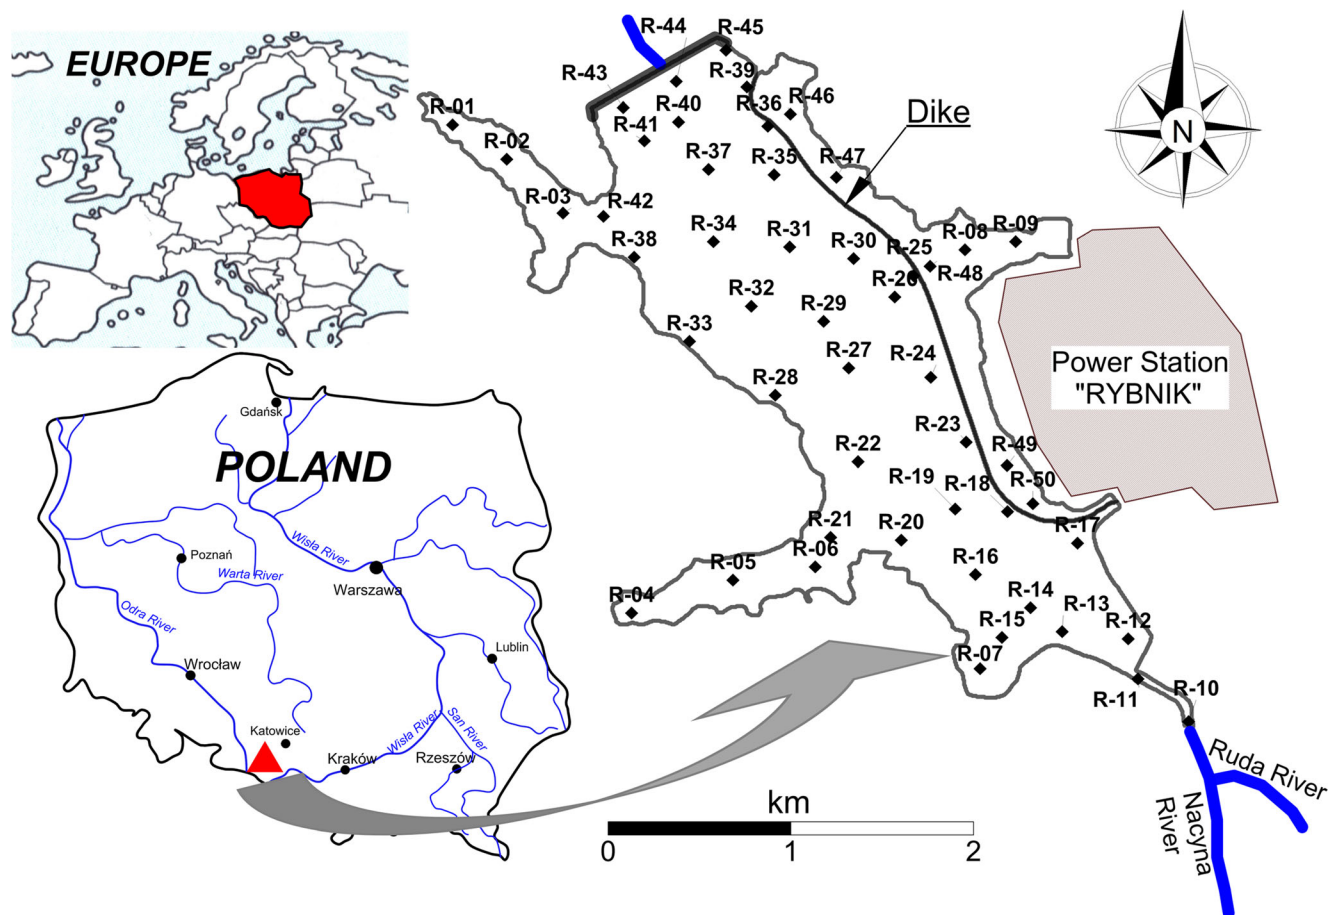 EUROPE
R-44
R-45
R-43
R-39
R-40
R-36
R-46
R-01
R-41
R-02
Dike
N
R-37
R-35
R-47
R-03
R-42
R-34
R-31
R-30
R-25
R-08
R-09
R-38
R-48
R-26
R-32
R-29
R-33
R-24
R-27
Power Station
"RYBNIK"
R-28
R-23
R-22
R-49
R-19
R-18
R-50
R-21
R-20
R-17
R-06
R-05
R-16
R-04
R-14
R-13
R-15
R-12
R-07
R-11
R-10
Ruda River
Nacyna
River
Gdańsk
POLAND
Wisła River
Poznań
Warta River
Warszawa
Odra River
Lublin
Wrocław
Katowice
Wisła River
San River
Kraków
Rzeszów
km
0
1
2